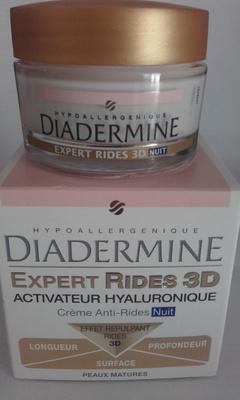 HYPOALLERGENIQUE
DIADERMINE
EXPERT RIDES 3D NUIT
HYPOALLERGENIQUE
DIADERMINE
EXPERT RIDES 3D
ACTIVATEUR HYALURONIQUE
Crème Anti-Rides Nuit
EFFET REPULPANT
RIDES
3D
LONGUEUR
PROFONDEUR
SURFACE
PEAUX MATURES